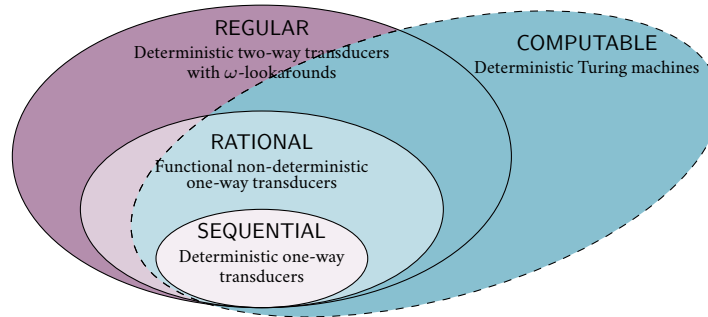 REGULAR
Deterministic two-way transducers
with ω-lookarounds
COMPUTABLE
Deterministic Turing machines
RATIONAL
Functional non-deterministic
one-way transducers
SEQUENTIAL
Deterministic one-way
transducers